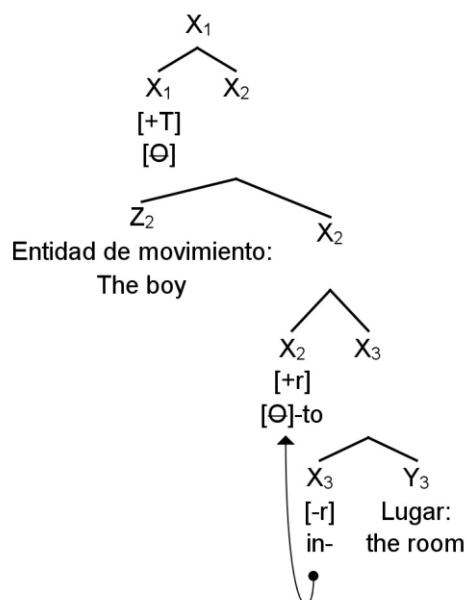 X₁
X₁ X₂
[+T]
[Ꝋ]
Z₂ X₂
Entidad de movimiento:
The boy
X₂ X₃
[+r]
[Ꝋ]-to
X₃ Y₃
[-r] Lugar:
in- the room